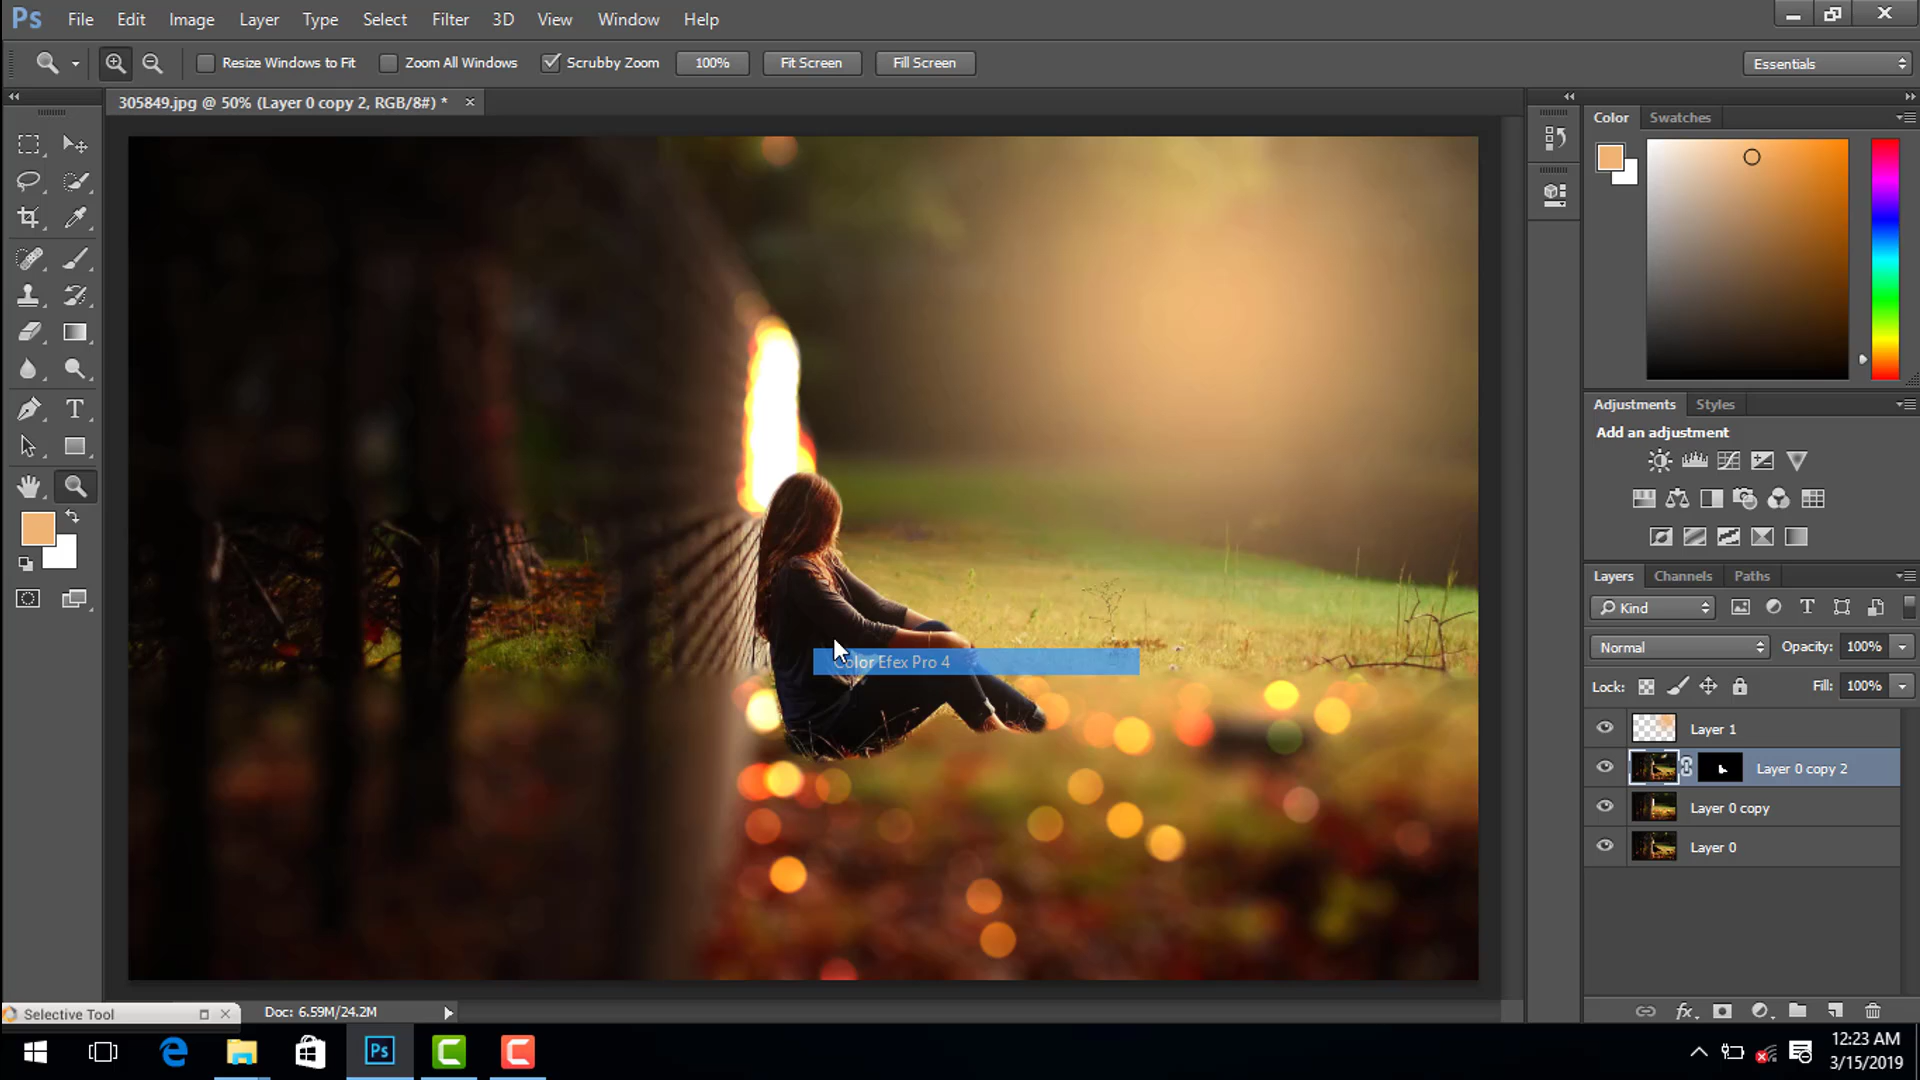 Ps File Edit Image Layer Type Select Filter 3D View Window Help
Resize Windows to Fit Zoom All Windows Scrubby Zoom 100% Fit Screen Fill Screen Essentials
305849.jpg @ 50% (Layer 0 copy 2, RGB/8#) *
Color Swatches
Adjustments Styles
Add an adjustment
Layers Channels Paths
Kind
Normal Opacity: 100%
Lock: Fill: 100%
Color Efex Pro 4
Layer 1
Layer 0 copy 2
Layer 0 copy
Layer 0
Selective Tool Doc: 6.59M/24.2M
Ps
12:23 AM
3/15/2019